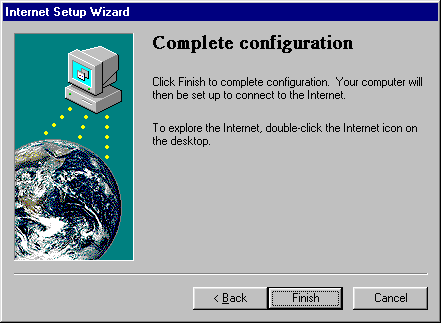 Internet Setup Wizard
Complete configuration
Click Finish to complete configuration.  Your computer will
then be set up to connect to the Internet.
To explore the Internet, double-click the Internet icon on
the desktop.
< Back
Finish
Cancel